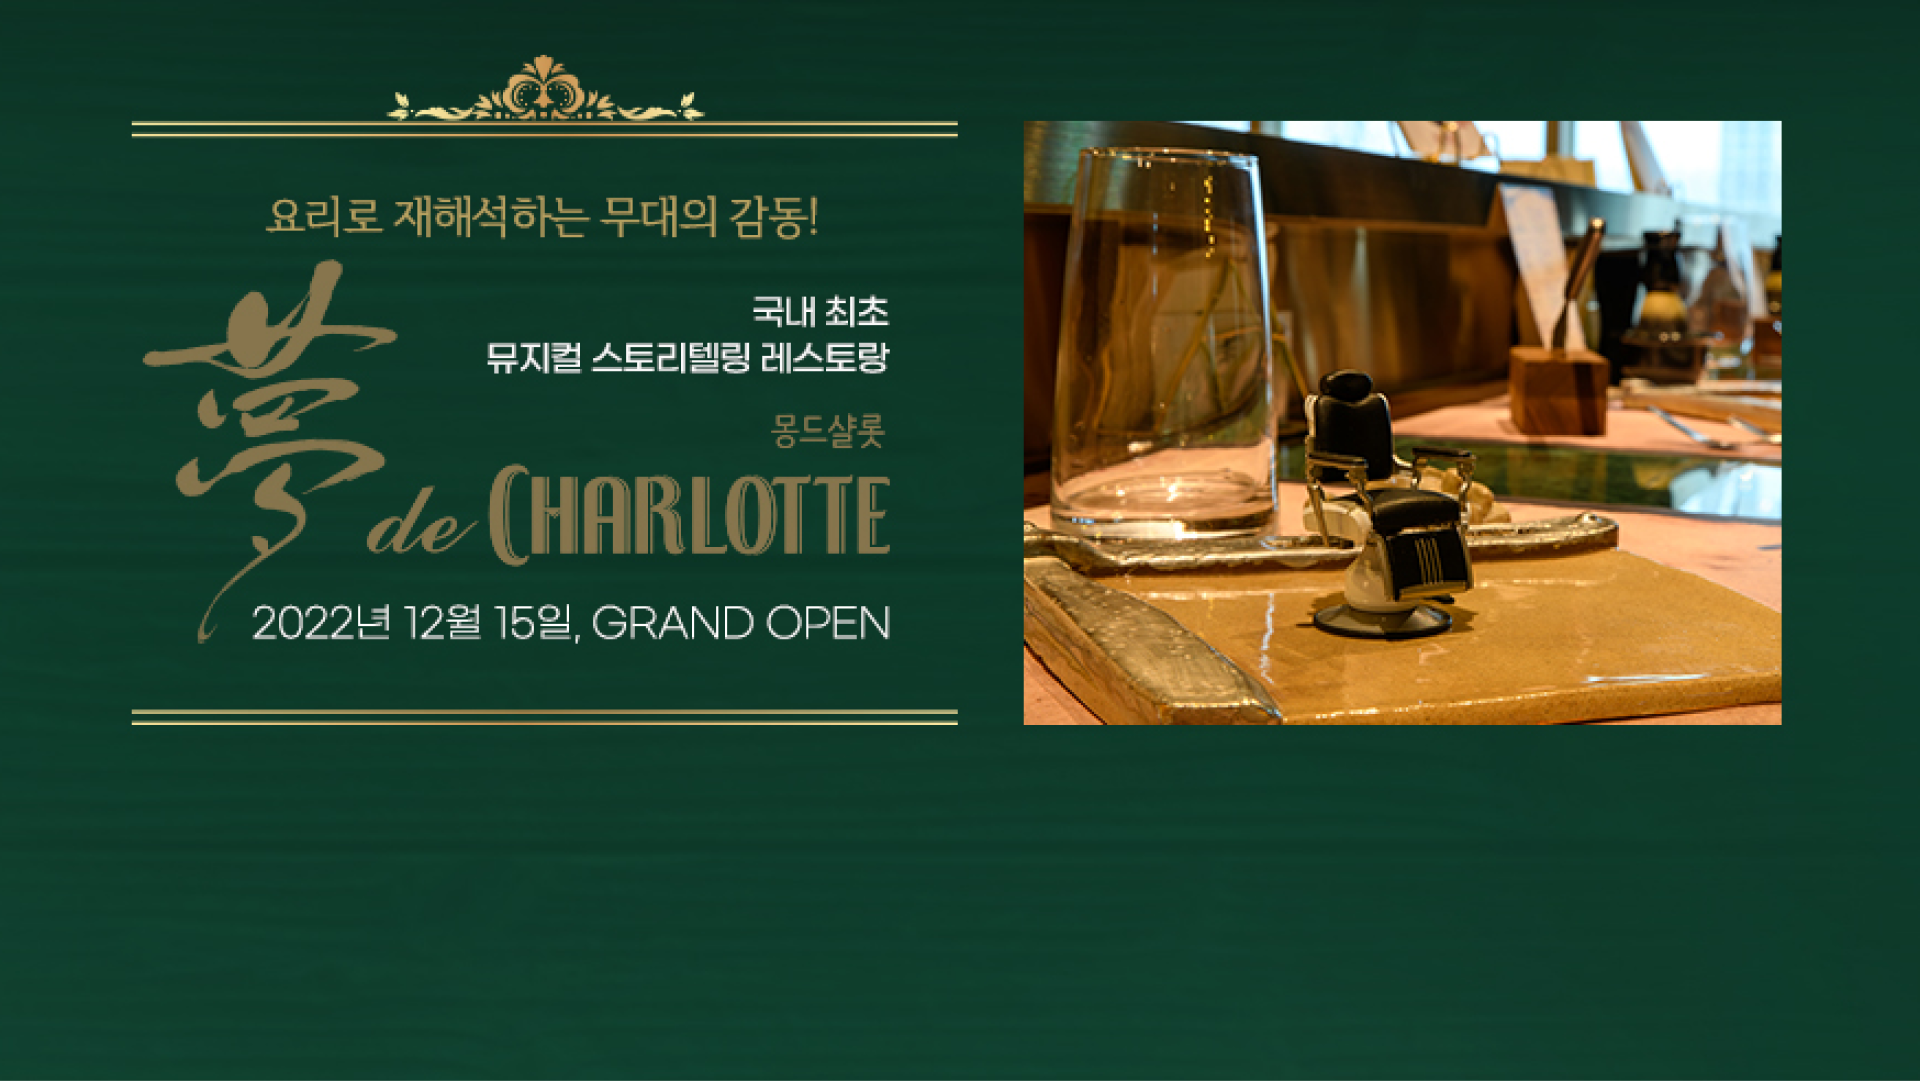 요리로 재해석하는 무대의 감동!
국내 최초
뮤지컬 스토리텔링 레스토랑
몽드샬롯
夢 de CHARLOTTE
2022년 12월 15일, GRAND OPEN